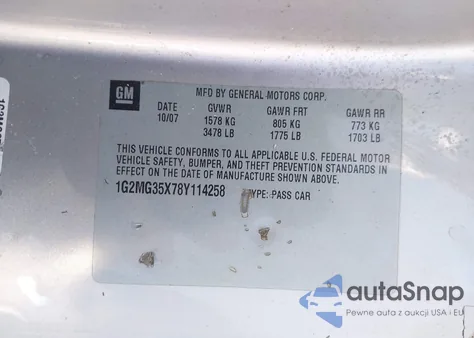 GM
MFD BY GENERAL MOTORS CORP.
DATE GVWR GAWR FRT GAWR RR
10/07 1578 KG 805 KG 773 KG
3478 LB 1775 LB 1703 LB
THIS VEHICLE CONFORMS TO ALL APPLICABLE U.S. FEDERAL MOTOR
VEHICLE SAFETY, BUMPER, AND THEFT PREVENTION STANDARDS IN
EFFECT ON THE DATE OF MANUFACTURE SHOWN ABOVE.
1G2MG35X78Y114258 TYPE: PASS CAR
autoSnap
Pewne auta z aukcji USA i EU